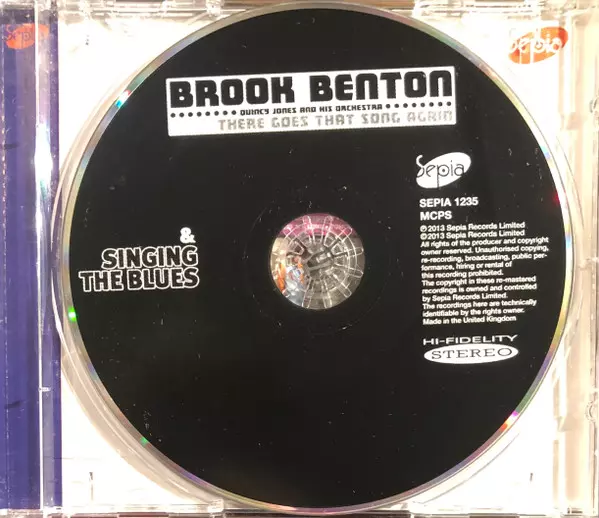 Sepia
Sepia
BROOK BENTON
QUINCY JONES AND HIS ORCHESTRA
THERE GOES THAT SONG AGAIN
Sepia
SEPIA 1235
MCPS
℗ 2013 Sepia Records Limited
©2013 Sepia Records Limited
All rights of the producer and copyright
owner reserved. Unauthorised copying,
re-recording, broadcasting, public per-
formance, hiring or rental of
this recording prohibited.
The copyright in these re-mastered
recordings is owned and controlled
by Sepia Records Limited.
The recordings here are technically
identifiable by the rights owner.
Made in the United Kingdom
&
SINGING
THE BLUES
HI-FIDELITY
STEREO